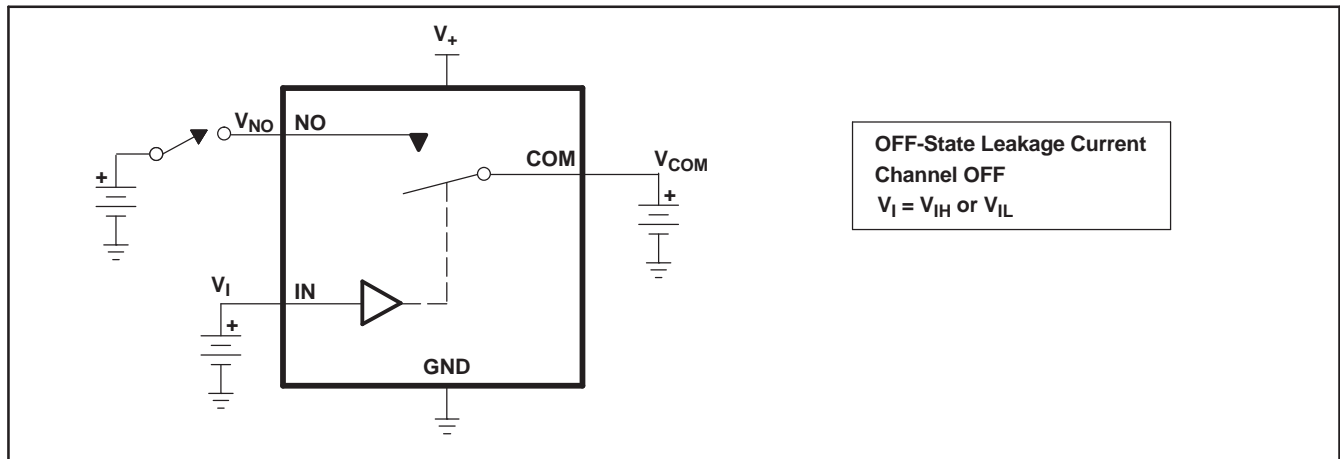 V+
VNO NO
COM VCOM
+
+
VI IN
+
GND
OFF-State Leakage Current
Channel OFF
VI = VIH or VIL